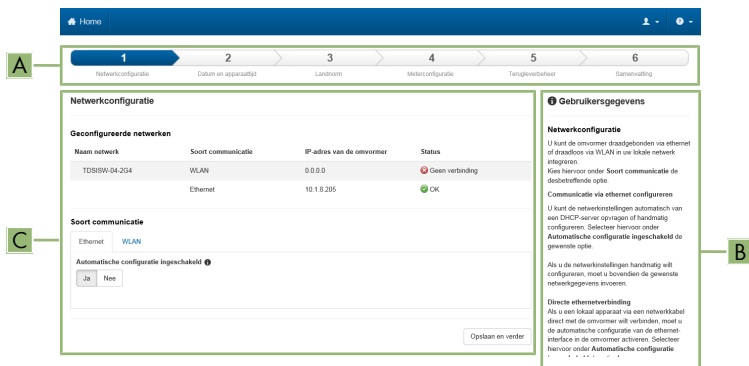 Home
A
1 2 3 4 5 6
Netwerkconfiguratie Datum en apparaattijd Landnorm Meterconfiguratie Terugleverbeheer Samenvatting
Netwerkconfiguratie
Geconfigureerde netwerken
Naam netwerk Soort communicatie IP-adres van de omvormer Status
TDSISW-04-2G4 WLAN 0.0.0.0 Geen verbinding
Ethernet 10.1.8.205 OK
C
Soort communicatie
Ethernet WLAN
Automatische configuratie ingeschakeld
Ja Nee
Opslaan en verder
Gebruikersgegevens
Netwerkconfiguratie
U kunt de omvormer draadgebonden via ethernet
of draadloos via WLAN in uw lokale netwerk
integreren.
Kies hiervoor onder Soort communicatie de
desbetreffende optie.
Communicatie via ethernet configureren
U kunt de netwerkinstellingen automatisch van
een DHCP-server opvragen of handmatig
configureren. Selecteer hiervoor onder
Automatische configuratie ingeschakeld de
gewenste optie.
Als u de netwerkinstellingen handmatig wilt
configureren, moet u bovendien de gewenste
netwerkgegevens invoeren.
Directe ethernetverbinding
Als u een lokaal apparaat via een netwerkkabel
direct met de omvormer wilt verbinden, moet u
de automatische configuratie van de ethernet-
interface in de omvormer activeren. Selecteer
hiervoor onder Automatische configuratie
B